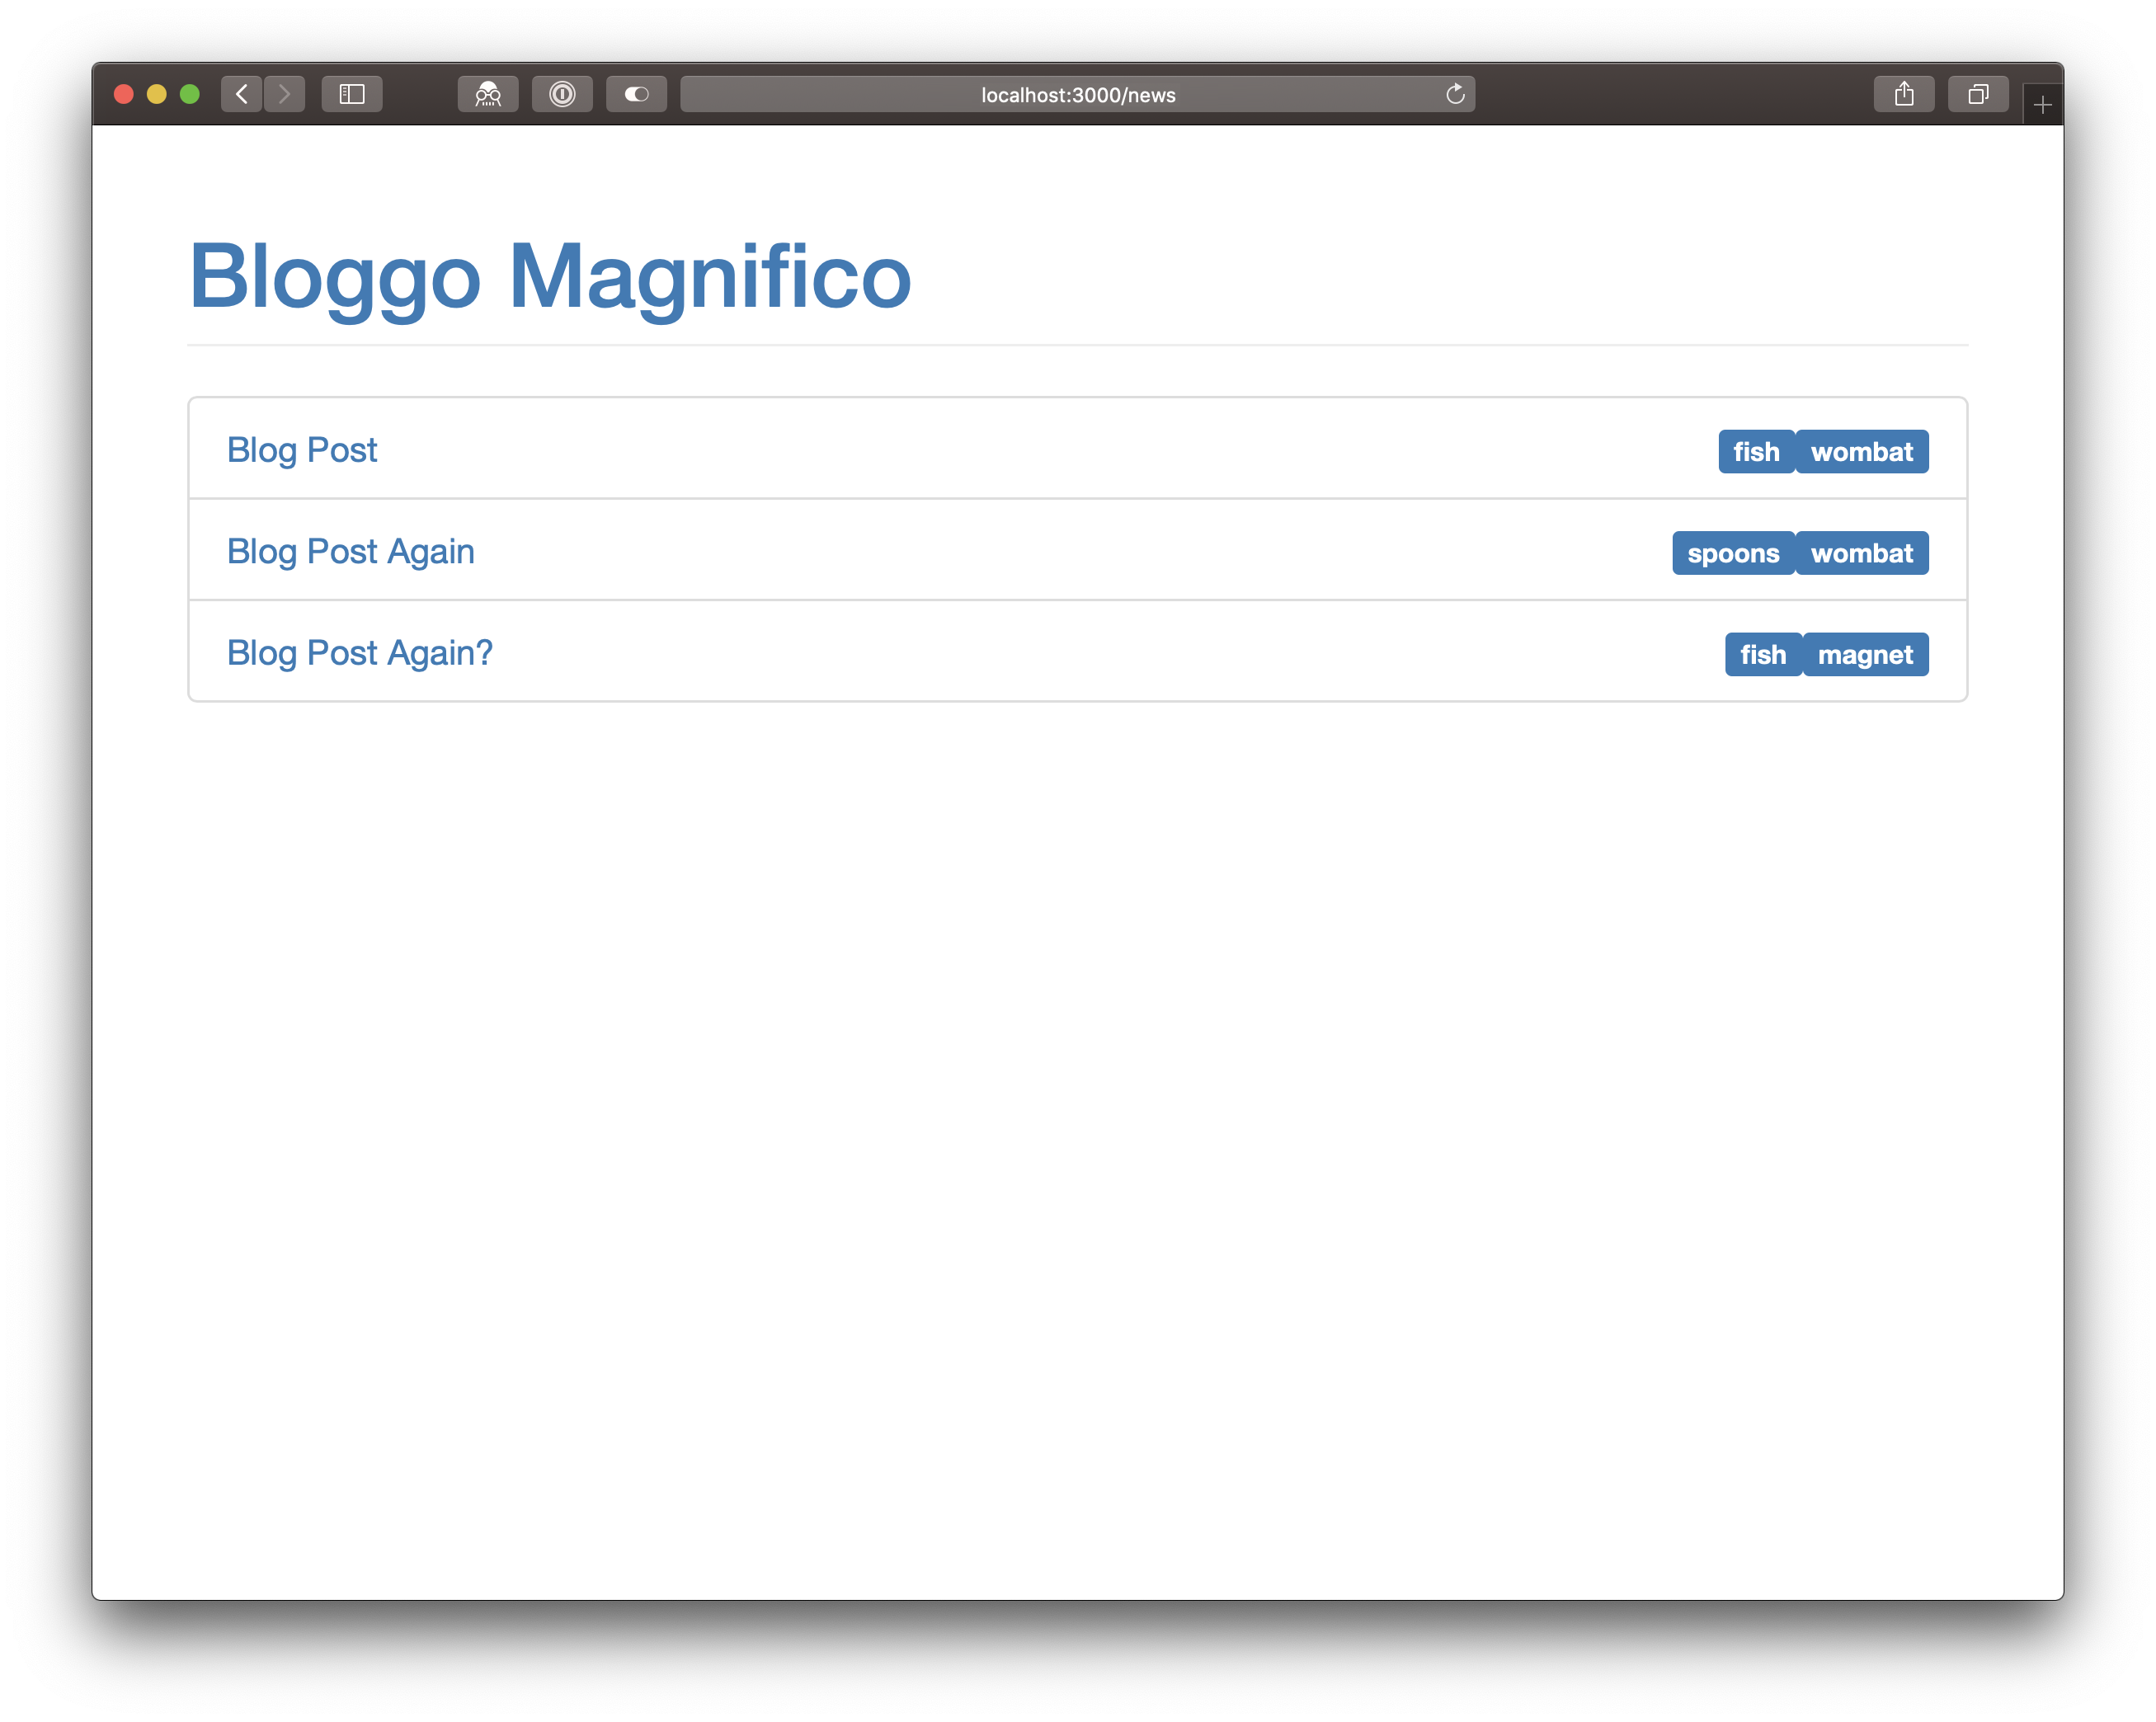 localhost:3000/news
Bloggo Magnifico
Blog Post fish wombat
Blog Post Again spoons wombat
Blog Post Again? fish magnet